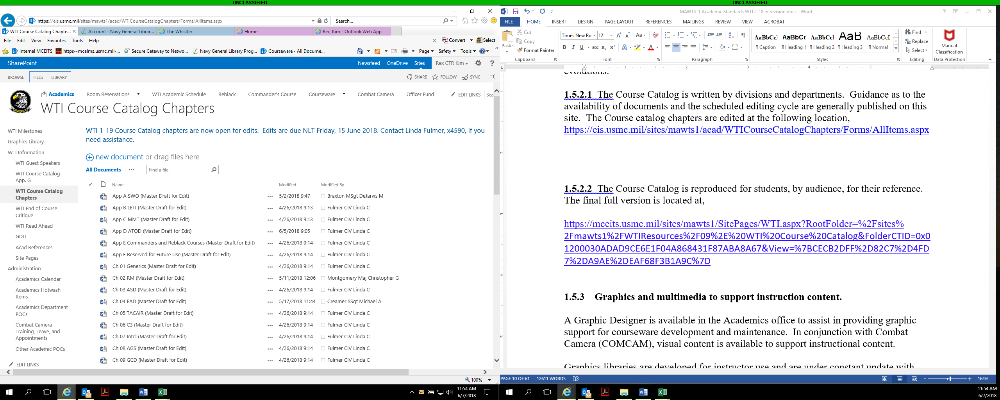 UNCLASSIFIED
https://eis.usmc.mil/sites/mawts1/acad/WTICourseCatalogChapters/Forms/AllItems.aspx
Search...
WTI Course Catalog Chapte...
Account - Navy General Librar...
The Whistler
Home
Rex, Kim - Outlook Web App
File Edit View Favorites Tools Help
x Convert Select
Internal MCEITS
https--mcalms.usmc.mil-...
Secure Gateway to Netwo...
Navy General Library Prog...
Courseware - All Docume...
Page Safety Tools
SharePoint
Newsfeed OneDrive Sites Rex CTR Kim ?
BROWSE FILES LIBRARY
SHARE FOLLOW SYNC
Academics Room Reservations WTI Academic Schedule Reblack Commander's Course Courseware Combat Camera Officer Fund EDIT LINKS Sea
MAWTS-1
WTI Course Catalog Chapters
WTI Milestones
Graphics Library
WTI Information
WTI Guest Speakers
WTI Course Catalog
App. G
WTI Course Catalog
Chapters
WTI End of Course
Critique
WTI Read Ahead
GDIT
Acad References
Site Pages
Administration
Academics Calendar
Academics Hotwash
Items
Academics Department
POCs
Combat Camera
Training, Leave, and
Appointments
Other Academic POCs
EDIT LINKS
WTI 1-19 Course Catalog chapters are now open for edits. Edits are due NLT Friday, 15 June 2018. Contact Linda Fulmer, x4590, if you
need assistance.
new document or drag files here
All Documents ... Find a file
Name Modified Modified By
App A SWO (Master Draft for Edit) ... 5/2/2018 9:47 Braxton MSgt DeJarvis M
App B LETI (Master Draft for Edit) ... 4/26/2018 9:13 Fulmer CIV Linda C
App C MMT (Master Draft for Edit) ... 4/26/2018 9:13 Fulmer CIV Linda C
App D ATOD (Master Draft for Edit) ... 6/5/2018 9:05 Fulmer CIV Linda C
App E Commanders and Reblack Courses (Master Draft for Edit) ... 4/26/2018 9:14 Fulmer CIV Linda C
App F Reserved for Future Use (Master Draft for Edit) ... 4/26/2018 9:14 Fulmer CIV Linda C
Ch 01 Generics (Master Draft for Edit) ... 4/26/2018 9:14 Fulmer CIV Linda C
Ch 02 RM (Master Draft for Edit) ... 5/11/2018 12:06 Montgomery Maj Christopher G
Ch 03 ASD (Master Draft for Edit) ... 4/26/2018 9:14 Fulmer CIV Linda C
Ch 04 EAD (Master Draft for Edit) ... 5/17/2018 11:44 Creamer SSgt Michael A
Ch 05 TACAIR (Master Draft for Edit) ... 4/26/2018 9:14 Fulmer CIV Linda C
Ch 06 C3 (Master Draft for Edit) ... 4/26/2018 9:14 Fulmer CIV Linda C
Ch 07 Intel (Master Draft for Edit) ... 4/26/2018 9:14 Fulmer CIV Linda C
Ch 08 AGS (Master Draft for Edit) ... 4/26/2018 9:14 Fulmer CIV Linda C
Ch 09 GCD (Master Draft for Edit) ... 4/26/2018 9:14 Fulmer CIV Linda C
100%
11:54 AM
6/7/2018
UNCLASSIFIED
MAWTS-1 Academic Standards WTI 2-18 in revision.docx - Word
FILE HOME INSERT DESIGN PAGE LAYOUT REFERENCES MAILINGS REVIEW VIEW ACROBAT
Paste
Cut
Copy
Format Painter
Clipboard
Times New Ro 12
B I U abc x₂ x²
Font
Paragraph
AaBbCcI AaBbCc AaBbCcI AaB AaBbCcI
¶ Caption ¶ Heading 1 ¶ Heading 2 ¶ Heading 3 ¶ Normal
Styles
Find
Replace
Select
Editing
Manual
Classification
Data Protection
1 2 3 4 5
evolutions.
1.5.2.1 The Course Catalog is written by divisions and departments. Guidance as to the
availability of documents and the scheduled editing cycle are generally published on this
site. The Course catalog chapters are edited at the following location,
https://eis.usmc.mil/sites/mawts1/acad/WTICourseCatalogChapters/Forms/AllItems.aspx
1.5.2.2 The Course Catalog is reproduced for students, by audience, for their reference.
The final full version is located at,
https://mceits.usmc.mil/sites/mawts1/SitePages/WTI.aspx?RootFolder=%2Fsites%
2Fmawts1%2FWTIResources%2F09%2E%20WTI%20Course%20Catalog&FolderCTID=0x0
1200030ADAD9CE6E1F04A868431F87ABA8A67&View=%7BCECB2DFF%2D82C7%2D4FD
7%2DA9AE%2DEAF68F3B1A9C%7D
1.5.3 Graphics and multimedia to support instruction content.
A Graphic Designer is available in the Academics office to assist in providing graphic
support for courseware development and maintenance. In conjunction with Combat
Camera (COMCAM), visual content is available to support instructional content.
Graphics libraries are developed for instructor use and are under constant update with
PAGE 10 OF 61 12611 WORDS
164%
11:54 AM
6/7/2018